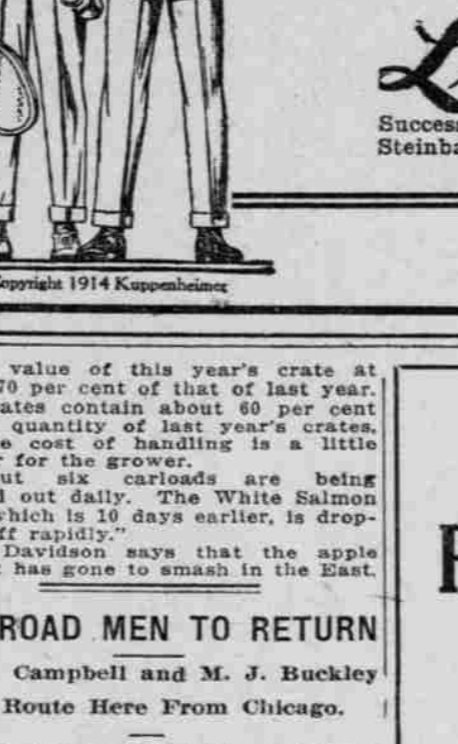 Success
Steinba
opyright 1914 Kuppenheimer
value of this year's crate at
70 per cent of that of last year.
ates contain about 60 per cent
quantity of last year's crates,
e cost of handling is a little
r for the grower.
ut six carloads are being
d out daily. The White Salmon
which is 10 days earlier, is drop-
ff rapidly."
Davidson says that the apple
t has gone to smash in the East.
ROAD MEN TO RETURN
Campbell and M. J. Buckley
Route Here From Chicago.